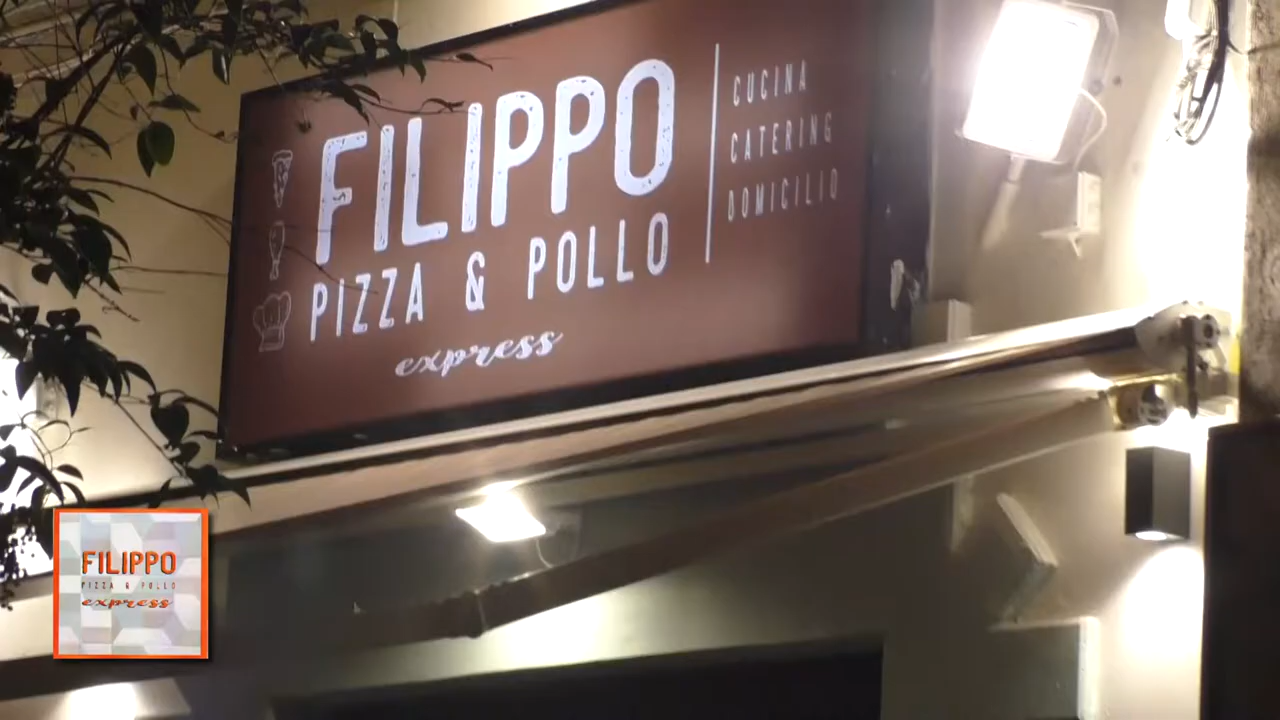 FILIPPO
PIZZA & POLLO
express
CUCINA
CATERING
DOMICILIO
FILIPPO
PIZZA & POLLO
express